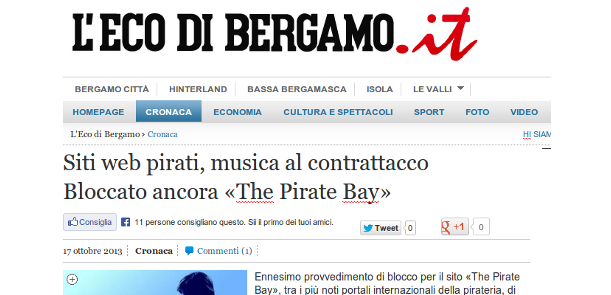 L'ECO DI BERGAMO.it
BERGAMO CITTÀ HINTERLAND BASSA BERGAMASCA ISOLA LE VALLI
HOMEPAGE CRONACA ECONOMIA CULTURA E SPETTACOLI SPORT FOTO VIDEO
L'Eco di Bergamo › Cronaca HI SIAM
Siti web pirati, musica al contrattacco
Bloccato ancora «The Pirate Bay»
Consiglia 11 persone consigliano questo. Sii il primo dei tuoi amici. Tweet 0 g +1 0
17 ottobre 2013 Cronaca Commenti (1)
Ennesimo provvedimento di blocco per il sito «The Pirate
Bay», tra i più noti portali internazionali della pirateria, di